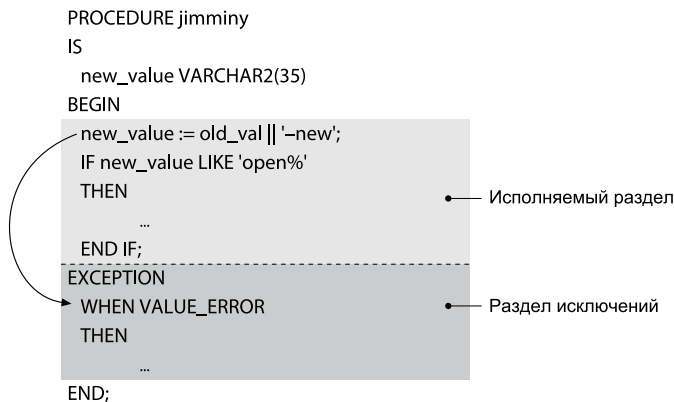 PROCEDURE jimminy
IS
new_value VARCHAR2(35)
BEGIN
new_value := old_val || '–new';
IF new_value LIKE 'open%'
THEN
...
END IF;
Исполняемый раздел
EXCEPTION
WHEN VALUE_ERROR
THEN
...
Раздел исключений
END;